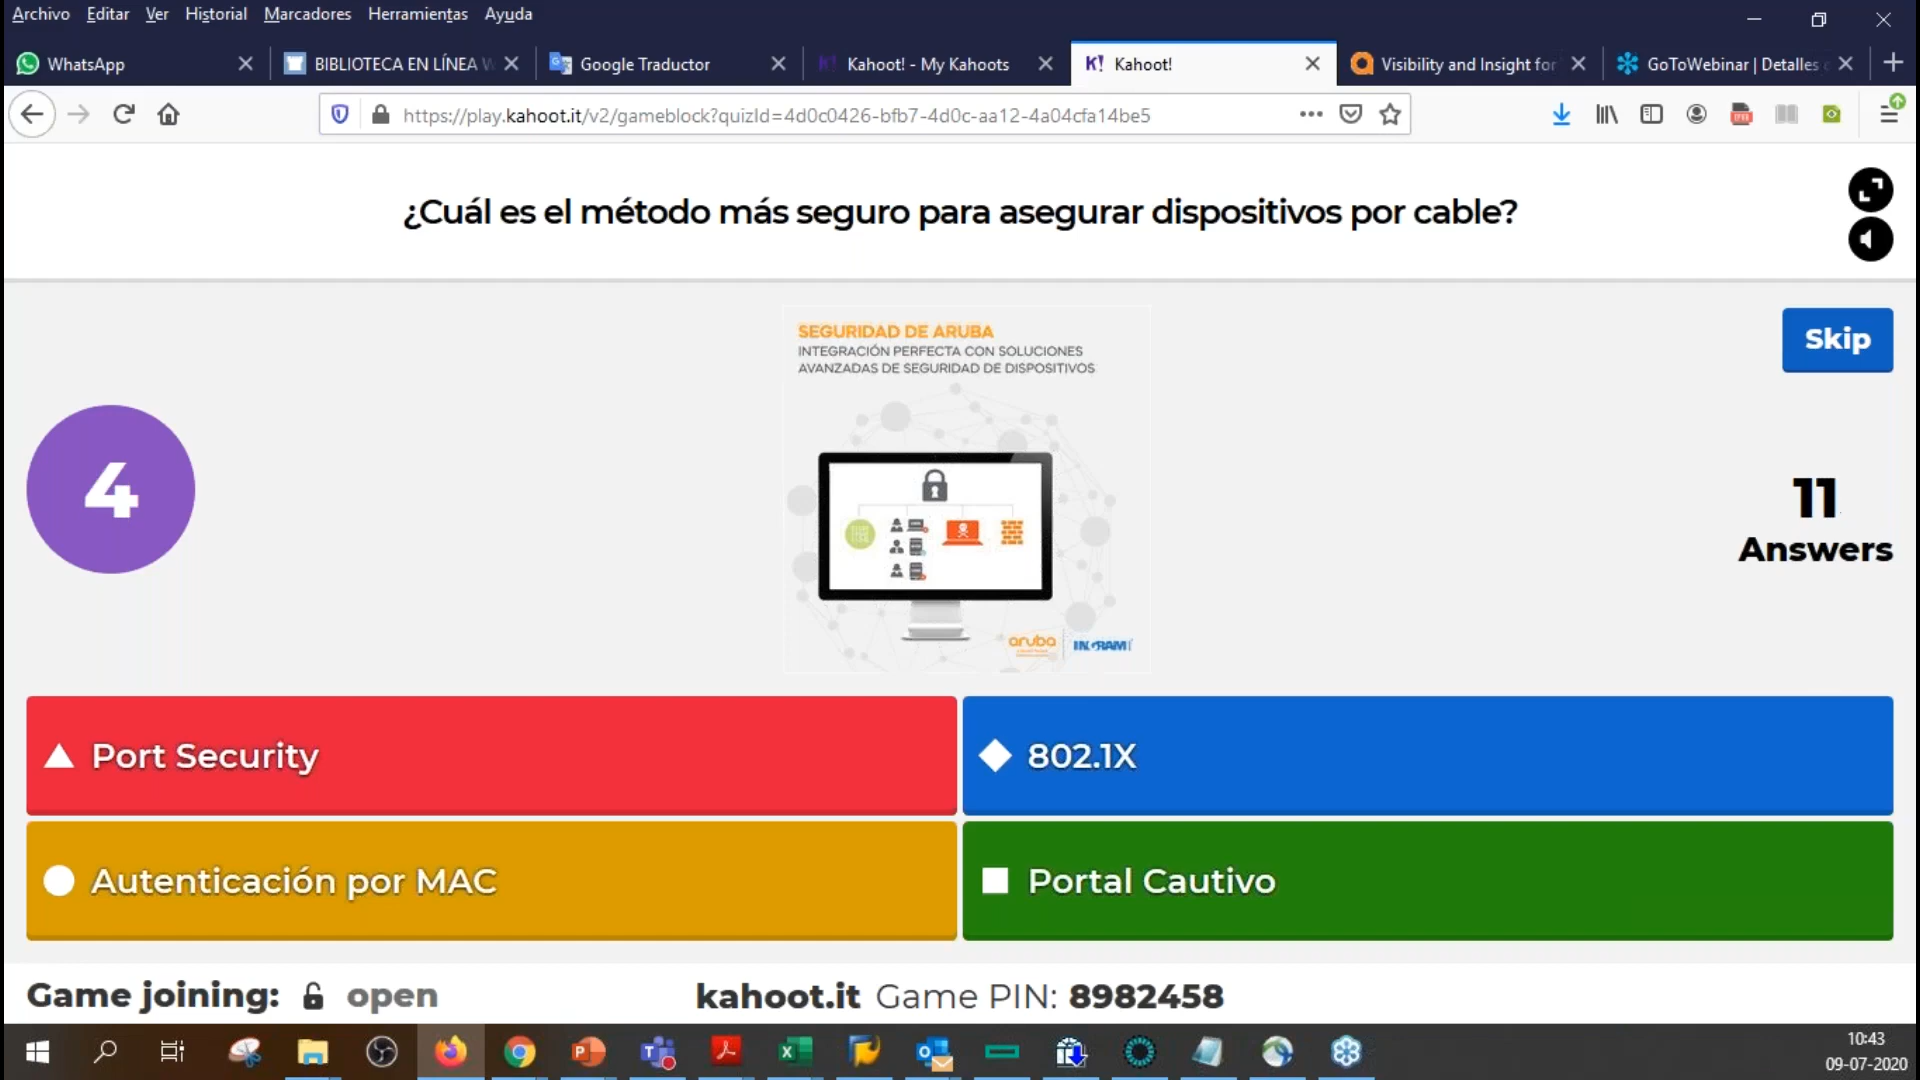 Archivo Editar Ver Historial Marcadores Herramientas Ayuda
WhatsApp
BIBLIOTECA EN LÍNEA
Google Traductor
Kahoot! - My Kahoots
K! Kahoot!
Visibility and Insight for
GoToWebinar | Detalles
https://play.kahoot.it/v2/gameblock?quizId=4d0c0426-bfb7-4d0c-aa12-4a04cfa14be5
¿Cuál es el método más seguro para asegurar dispositivos por cable?
SEGURIDAD DE ARUBA
INTEGRACIÓN PERFECTA CON SOLUCIONES
AVANZADAS DE SEGURIDAD DE DISPOSITIVOS
Skip
4
11
Answers
aruba
INGRAM
Port Security
802.1X
Autenticación por MAC
Portal Cautivo
Game joining: open
kahoot.it Game PIN: 8982458
10:43
09-07-2020